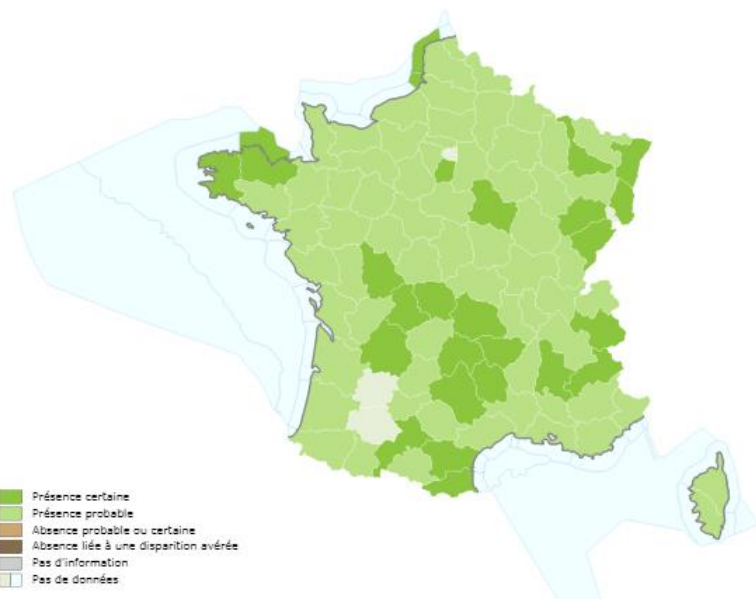 Présence certaine
Présence probable
Absence probable ou certaine
Absence liée à une disparition avérée
Pas d'information
Pas de données